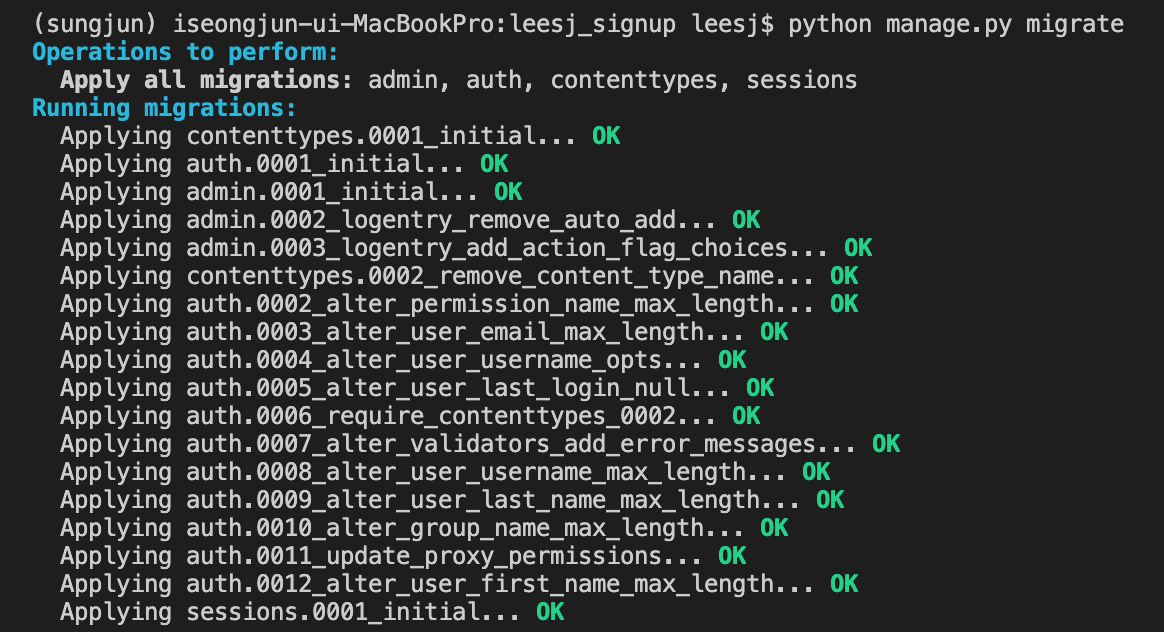 (sungjun) iseongjun-ui-MacBookPro:leesj_signup leesj$ python manage.py migrate
Operations to perform:
  Apply all migrations: admin, auth, contenttypes, sessions
Running migrations:
  Applying contenttypes.0001_initial... OK
  Applying auth.0001_initial... OK
  Applying admin.0001_initial... OK
  Applying admin.0002_logentry_remove_auto_add... OK
  Applying admin.0003_logentry_add_action_flag_choices... OK
  Applying contenttypes.0002_remove_content_type_name... OK
  Applying auth.0002_alter_permission_name_max_length... OK
  Applying auth.0003_alter_user_email_max_length... OK
  Applying auth.0004_alter_user_username_opts... OK
  Applying auth.0005_alter_user_last_login_null... OK
  Applying auth.0006_require_contenttypes_0002... OK
  Applying auth.0007_alter_validators_add_error_messages... OK
  Applying auth.0008_alter_user_username_max_length... OK
  Applying auth.0009_alter_user_last_name_max_length... OK
  Applying auth.0010_alter_group_name_max_length... OK
  Applying auth.0011_update_proxy_permissions... OK
  Applying auth.0012_alter_user_first_name_max_length... OK
  Applying sessions.0001_initial... OK